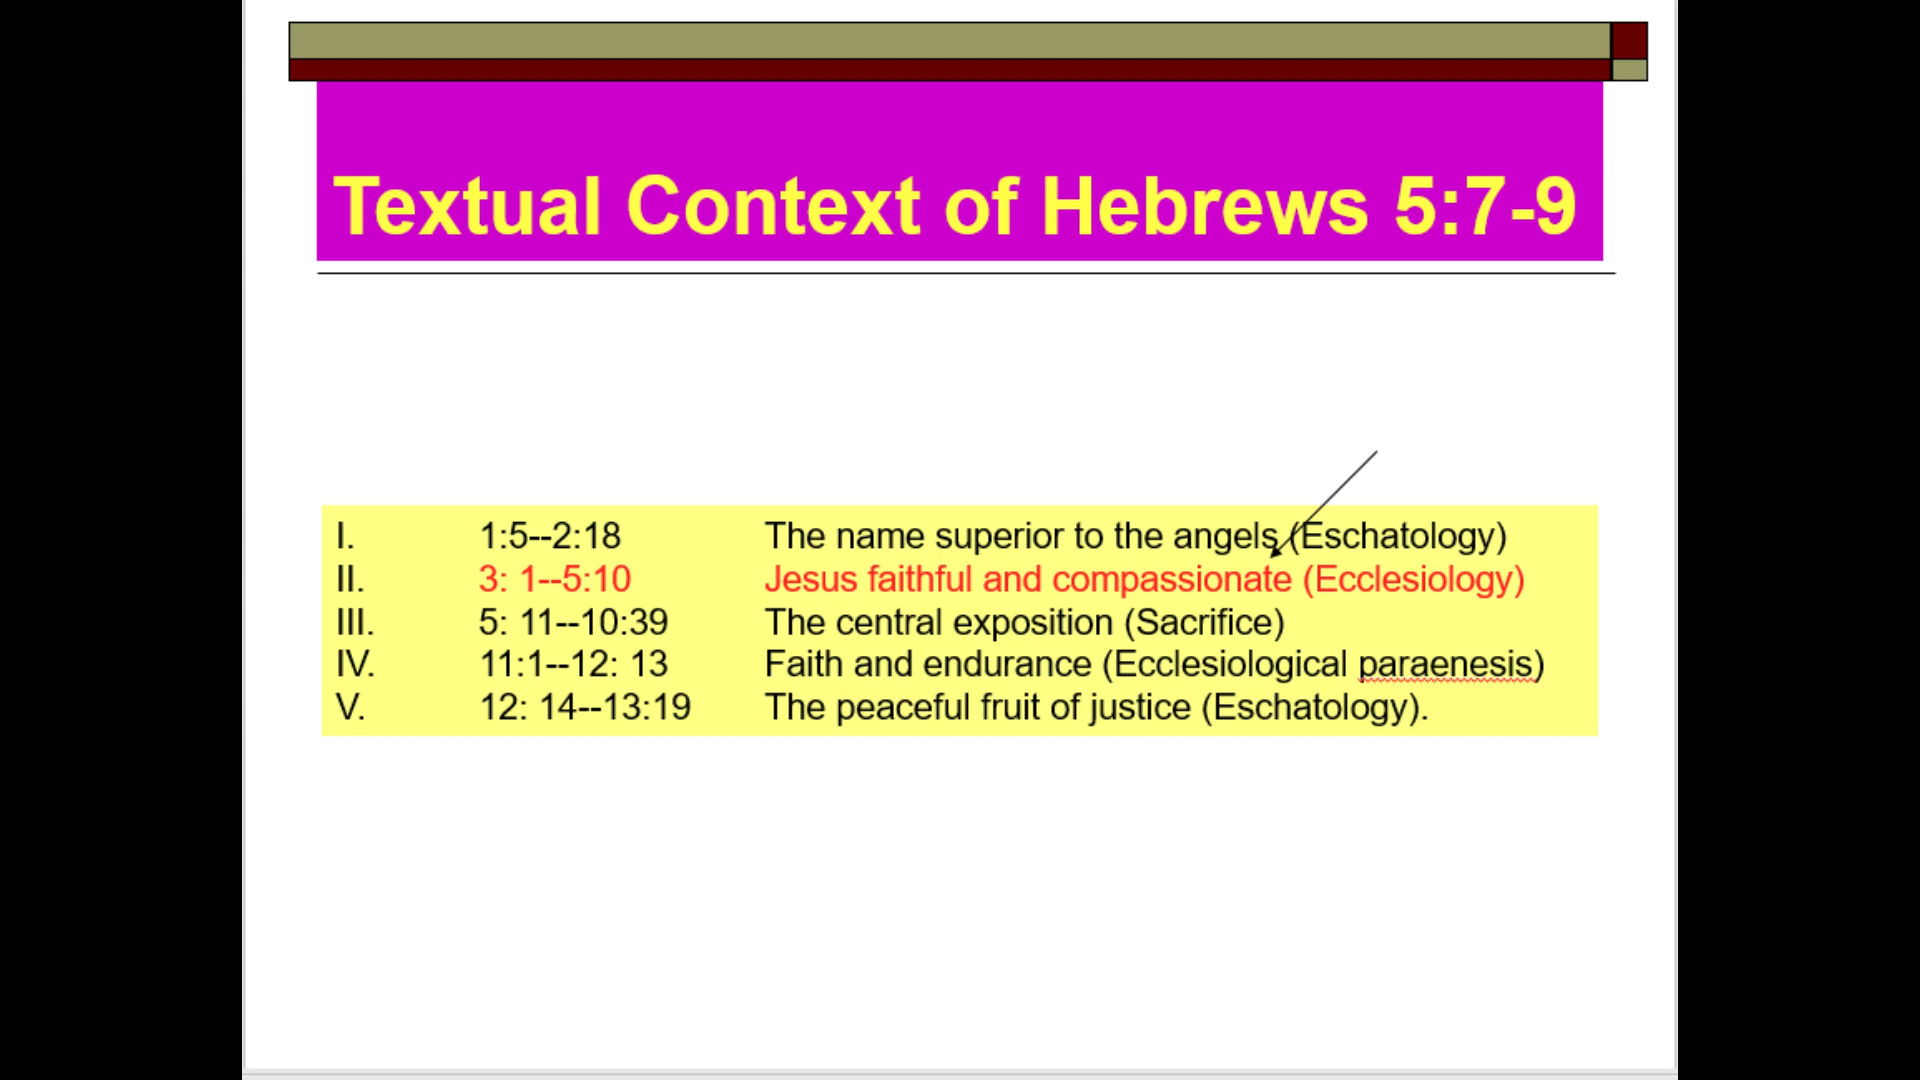 Textual Context of Hebrews 5:7-9
I. 1:5--2:18 The name superior to the angels (Eschatology)
II. 3: 1--5:10 Jesus faithful and compassionate (Ecclesiology)
III. 5: 11--10:39 The central exposition (Sacrifice)
IV. 11:1--12: 13 Faith and endurance (Ecclesiological paraenesis)
V. 12: 14--13:19 The peaceful fruit of justice (Eschatology).